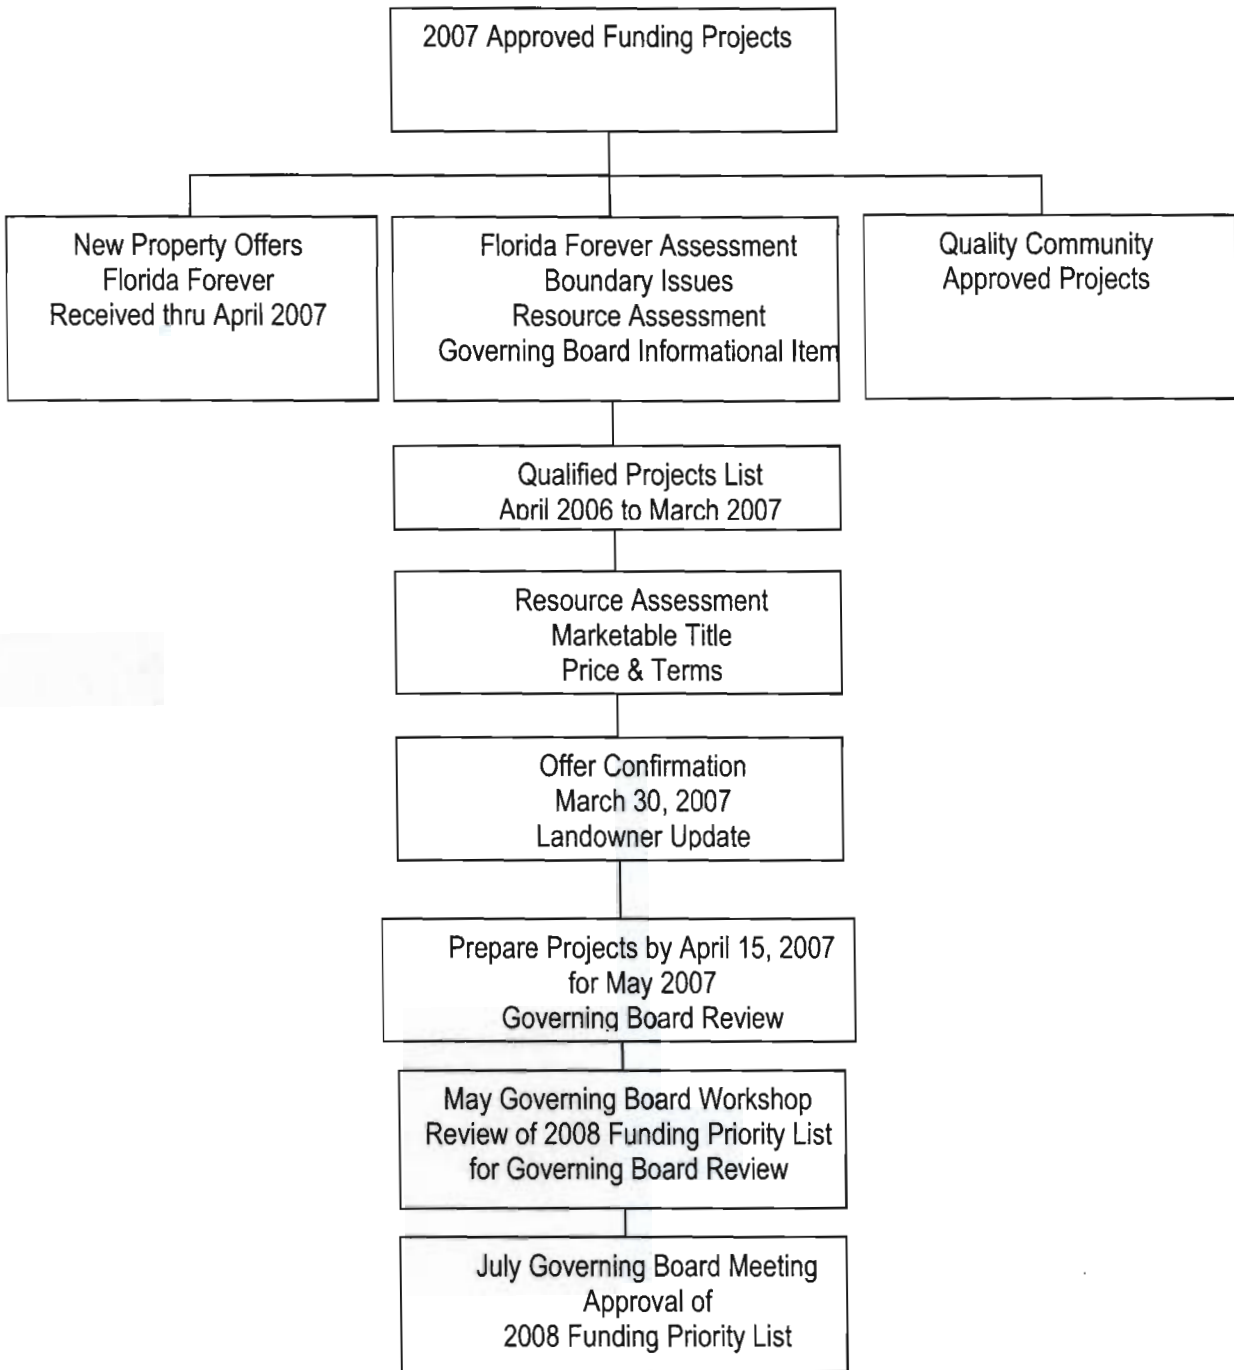 2007 Approved Funding Projects
New Property Offers
Florida Forever
Received thru April 2007
Florida Forever Assessment
Boundary Issues
Resource Assessment
Governing Board Informational Item
Quality Community
Approved Projects
Qualified Projects List
April 2006 to March 2007
Resource Assessment
Marketable Title
Price & Terms
Offer Confirmation
March 30, 2007
Landowner Update
Prepare Projects by April 15, 2007
for May 2007
Governing Board Review
May Governing Board Workshop
Review of 2008 Funding Priority List
for Governing Board Review
July Governing Board Meeting
Approval of
2008 Funding Priority List